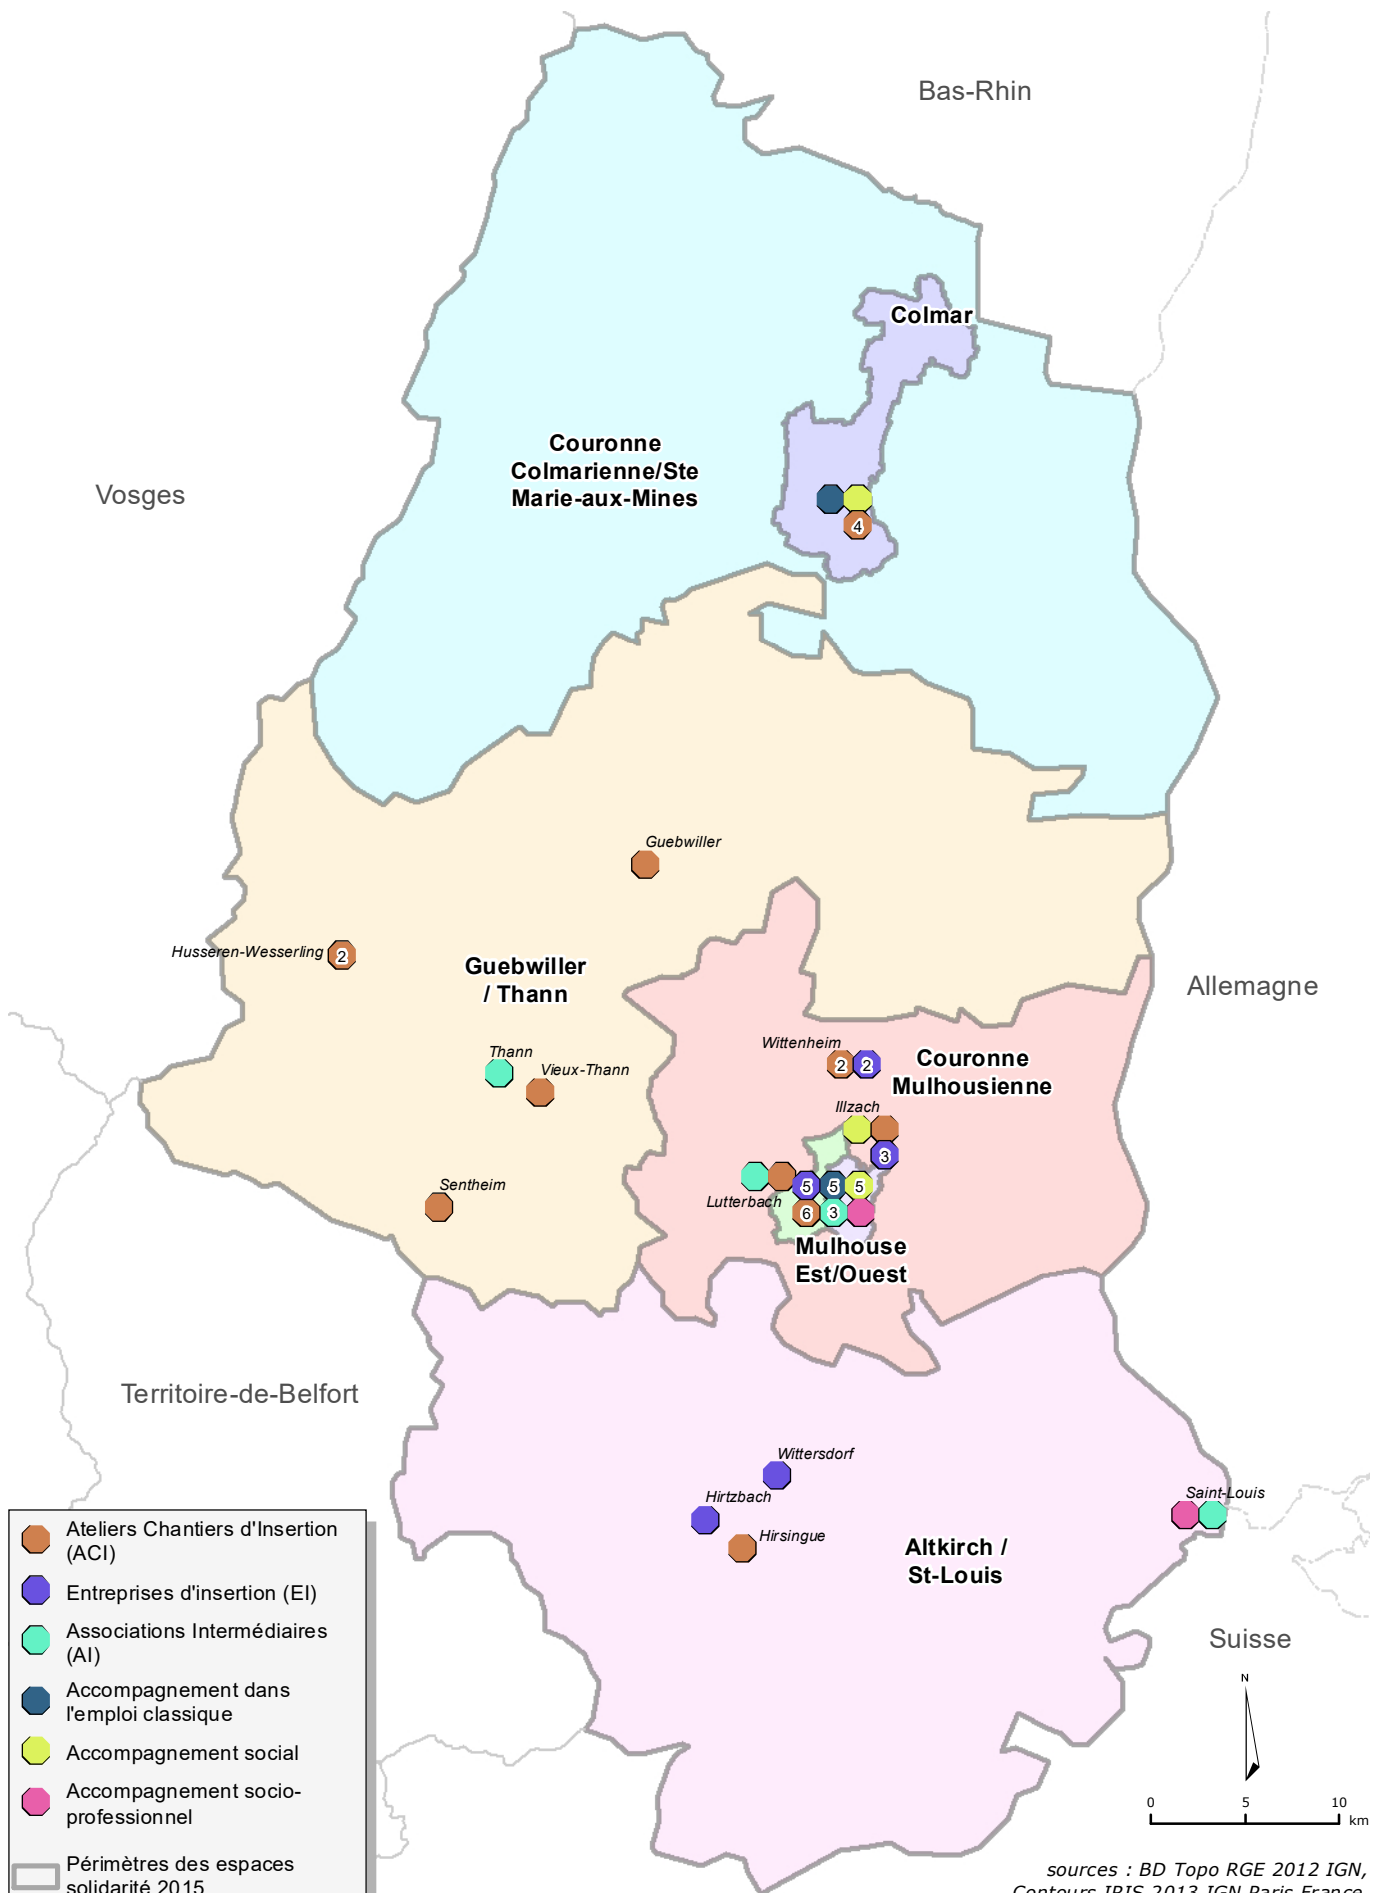 Bas-Rhin
Colmar
Couronne
Colmarienne/Ste
Marie-aux-Mines
Vosges
4
Guebwiller
Husseren-Wesserling
2
Guebwiller
/ Thann
Allemagne
Wittenheim
2
2
Couronne
Mulhousienne
Thann
Vieux-Thann
Illzach
3
Sentheim
Lutterbach
5
5
5
6
3
Mulhouse
Est/Ouest
Territoire-de-Belfort
Wittersdorf
Hirtzbach
Hirsingue
Saint-Louis
Altkirch /
St-Louis
Suisse
Ateliers Chantiers d'Insertion
(ACI)
Entreprises d'insertion (EI)
Associations Intermédiaires
(AI)
Accompagnement dans
l'emploi classique
Accompagnement social
Accompagnement socio-
professionnel
Périmètres des espaces
solidarité 2015
N
0
5
10
km
sources : BD Topo RGE 2012 IGN,
Contours IRIS 2013 IGN Paris France